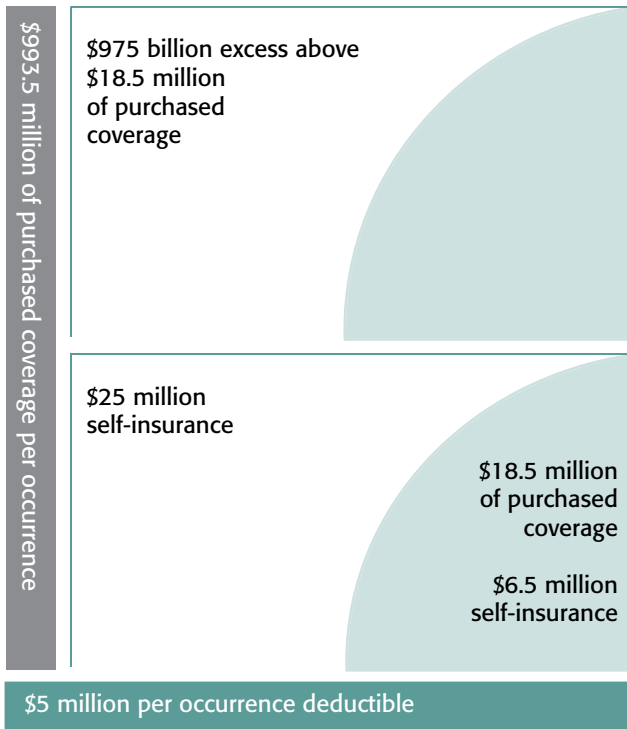 $993.5 million of purchased coverage per occurrence
$975 billion excess above
$18.5 million
of purchased
coverage
$25 million
self-insurance
$18.5 million
of purchased
coverage
$6.5 million
self-insurance
$5 million per occurrence deductible